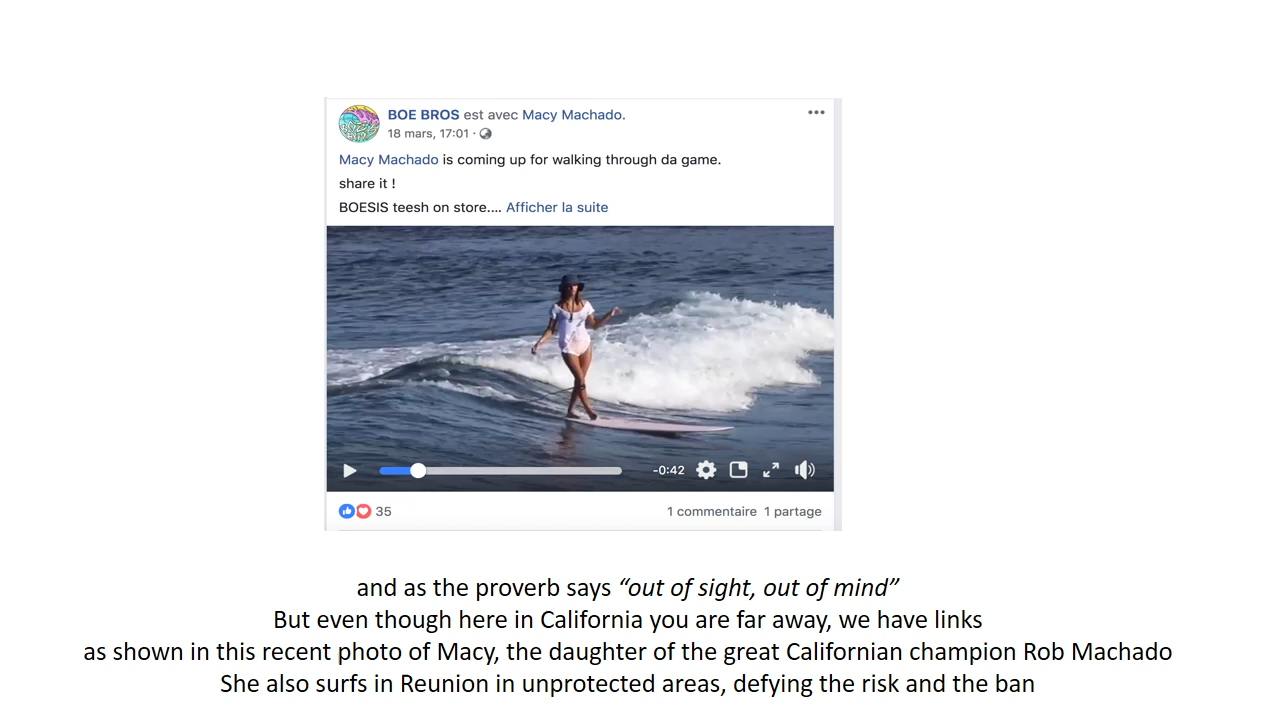 BOE BROS est avec Macy Machado.
18 mars, 17:01 ·
Macy Machado is coming up for walking through da game.
share it !
BOESIS teesh on store.... Afficher la suite
-0:42
35
1 commentaire 1 partage
and as the proverb says “out of sight, out of mind”
But even though here in California you are far away, we have links
as shown in this recent photo of Macy, the daughter of the great Californian champion Rob Machado
She also surfs in Reunion in unprotected areas, defying the risk and the ban